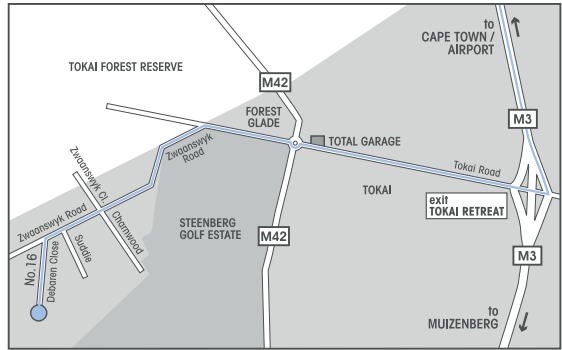 to
CAPE TOWN /
AIRPORT
TOKAI FOREST RESERVE
M42
FOREST
GLADE
M3
TOTAL GARAGE
Zwaanswyk
Road
Tokai Road
Zwaanswyk Cl.
TOKAI
exit
TOKAI RETREAT
Zwaanswyk Road
Charnwood
STEENBERG
GOLF ESTATE
M42
Suddie
M3
No.16
Debaren Close
to
MUIZENBERG